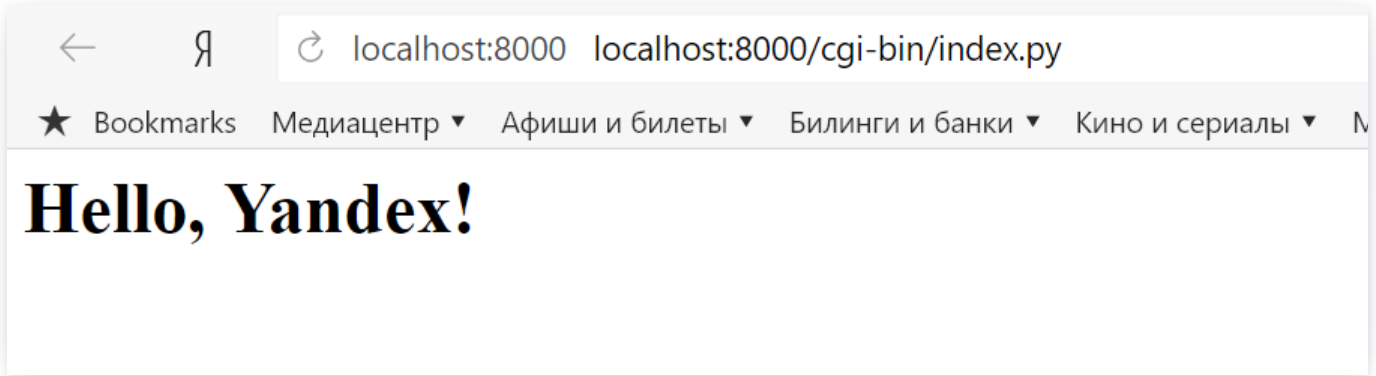 Я localhost:8000 localhost:8000/cgi-bin/index.py
Bookmarks Медиацентр Афиши и билеты Билинги и банки Кино и сериалы
Hello, Yandex!